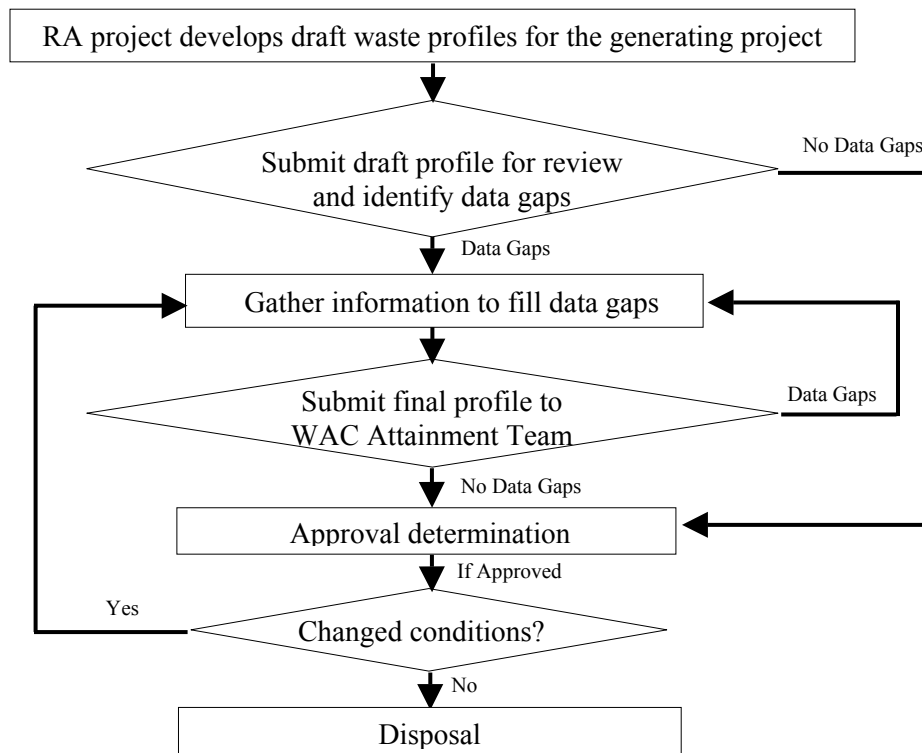 RA project develops draft waste profiles for the generating project
No Data Gaps
Submit draft profile for review
and identify data gaps
Data Gaps
Gather information to fill data gaps
Submit final profile to
WAC Attainment Team
Data Gaps
No Data Gaps
Approval determination
If Approved
Yes
Changed conditions?
No
Disposal